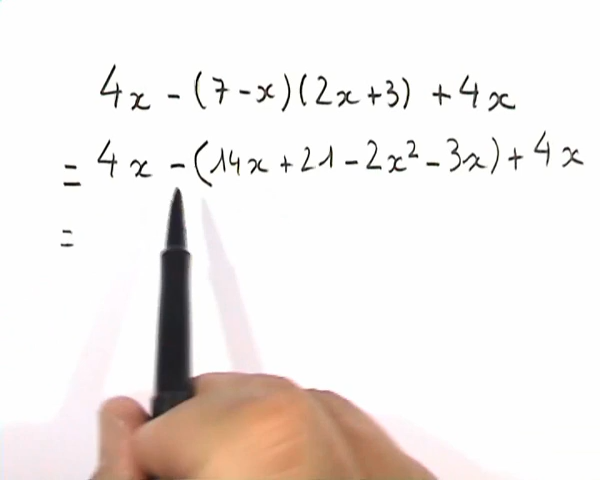 4x - (7 - x)(2x + 3) + 4x
= 4x - (14x + 21 - 2x² - 3x) + 4x
=